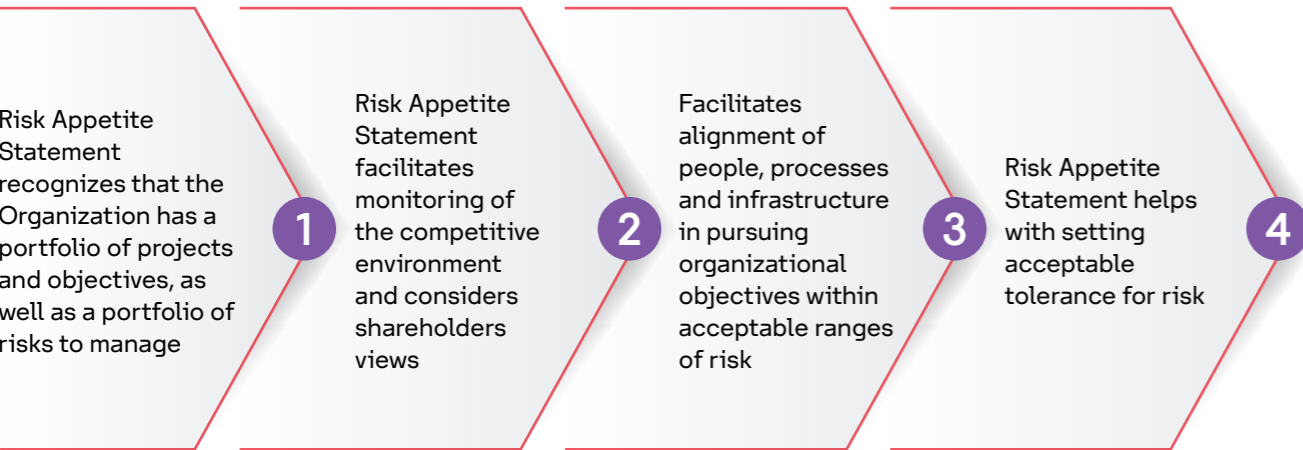 Risk Appetite
Statement
recognizes that the
Organization has a
portfolio of projects
and objectives, as
well as a portfolio of
risks to manage
1
Risk Appetite
Statement
facilitates
monitoring of
the competitive
environment
and considers
shareholders
views
2
Facilitates
alignment of
people, processes
and infrastructure
in pursuing
organizational
objectives within
acceptable ranges
of risk
3
Risk Appetite
Statement helps
with setting
acceptable
tolerance for risk
4